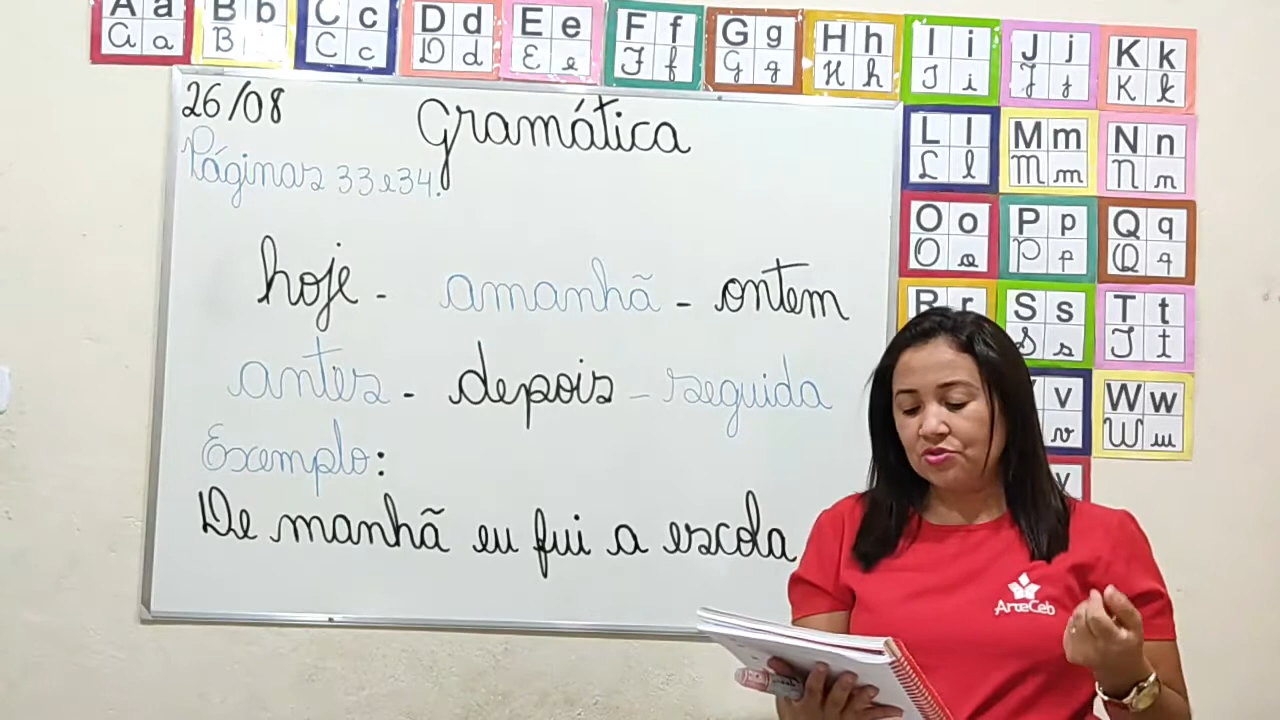 A a B b C c D d E e F f G g H h I i J j K k
A a B b C c D d E e F f G g H h I i J j K k
26/08 Gramática
Páginas 33 e 34.
L l M m N n
L l M m N n
O o P p Q q
O o P p Q q
hoje - amanhã - ontem
R r S s T t
S s T t
antes - depois - seguida
v W w
v W w
Exemplo:
De manhã eu fui a escola
ArteCeb